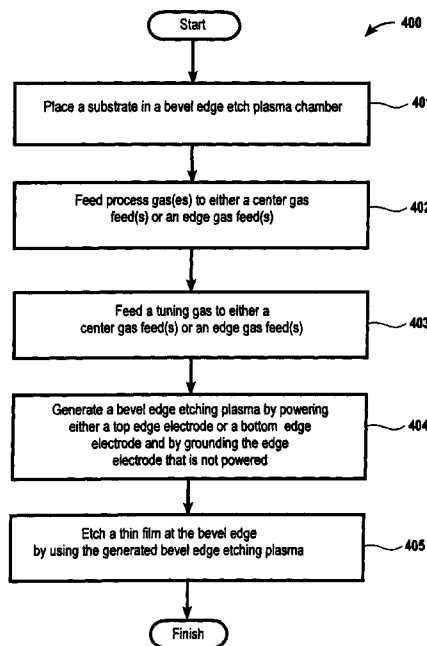 Start
400
Place a substrate in a bevel edge etch plasma chamber
401
Feed process gas(es) to either a center gas
feed(s) or an edge gas feed(s)
402
Feed a tuning gas to either a
center gas feed(s) or an edge gas feed(s)
403
Generate a bevel edge etching plasma by powering
either a top edge electrode or a bottom edge
electrode and by grounding the edge
electrode that is not powered
404
Etch a thin film at the bevel edge
by using the generated bevel edge etching plasma
405
Finish